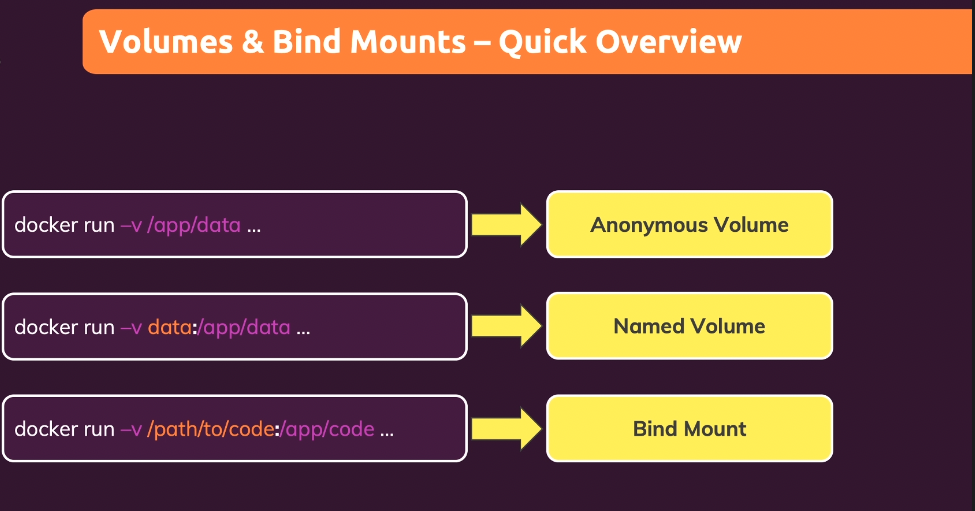 Volumes & Bind Mounts – Quick Overview
docker run –v /app/data ...
Anonymous Volume
docker run –v data:/app/data ...
Named Volume
docker run –v /path/to/code:/app/code ...
Bind Mount